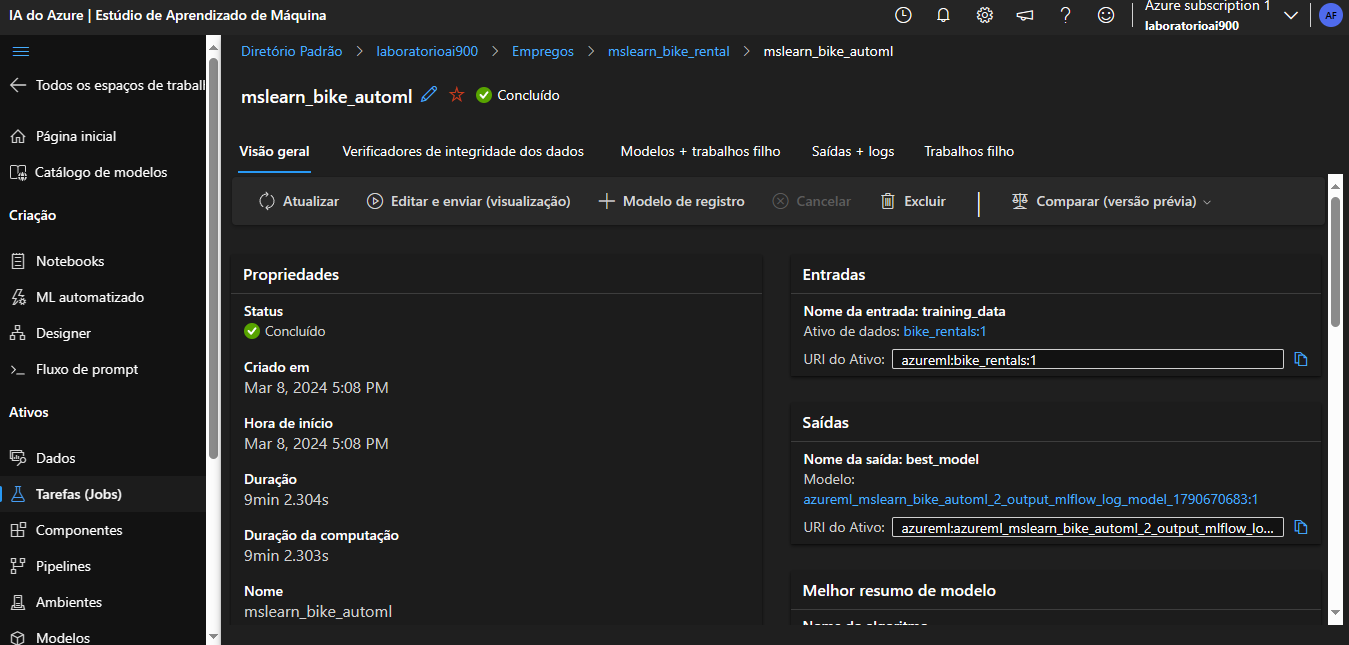 IA do Azure | Estúdio de Aprendizado de Máquina
Azure subscription 1
laboratorioai900
AF
Todos os espaços de traball
Página inicial
Catálogo de modelos
Criação
Notebooks
ML automatizado
Designer
Fluxo de prompt
Ativos
Dados
Tarefas (Jobs)
Componentes
Pipelines
Ambientes
Modelos
Diretório Padrão > laboratorioai900 > Empregos > mslearn_bike_rental > mslearn_bike_automl
mslearn_bike_automl Concluído
Visão geral Verificadores de integridade dos dados Modelos + trabalhos filho Saídas + logs Trabalhos filho
Atualizar Editar e enviar (visualização) Modelo de registro Cancelar Excluir Comparar (versão prévia)
Propriedades
Status
Concluído
Criado em
Mar 8, 2024 5:08 PM
Hora de início
Mar 8, 2024 5:08 PM
Duração
9min 2.304s
Duração da computação
9min 2.303s
Nome
mslearn_bike_automl
Entradas
Nome da entrada: training_data
Ativo de dados: bike_rentals:1
URI do Ativo: azureml:bike_rentals:1
Saídas
Nome da saída: best_model
Modelo:
azureml_mslearn_bike_automl_2_output_mlflow_log_model_1790670683:1
URI do Ativo: azureml:azureml_mslearn_bike_automl_2_output_mlflow_lo...
Melhor resumo de modelo
Nome do algoritmo